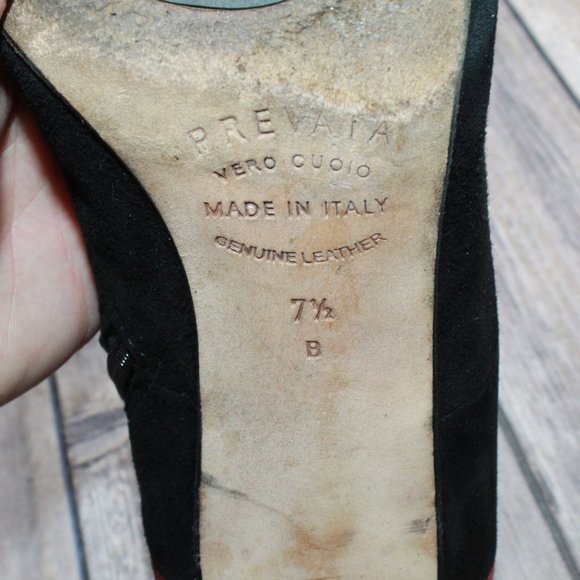 PREVATA
VERO CUOIO
MADE IN ITALY
GENUINE LEATHER
7½
B